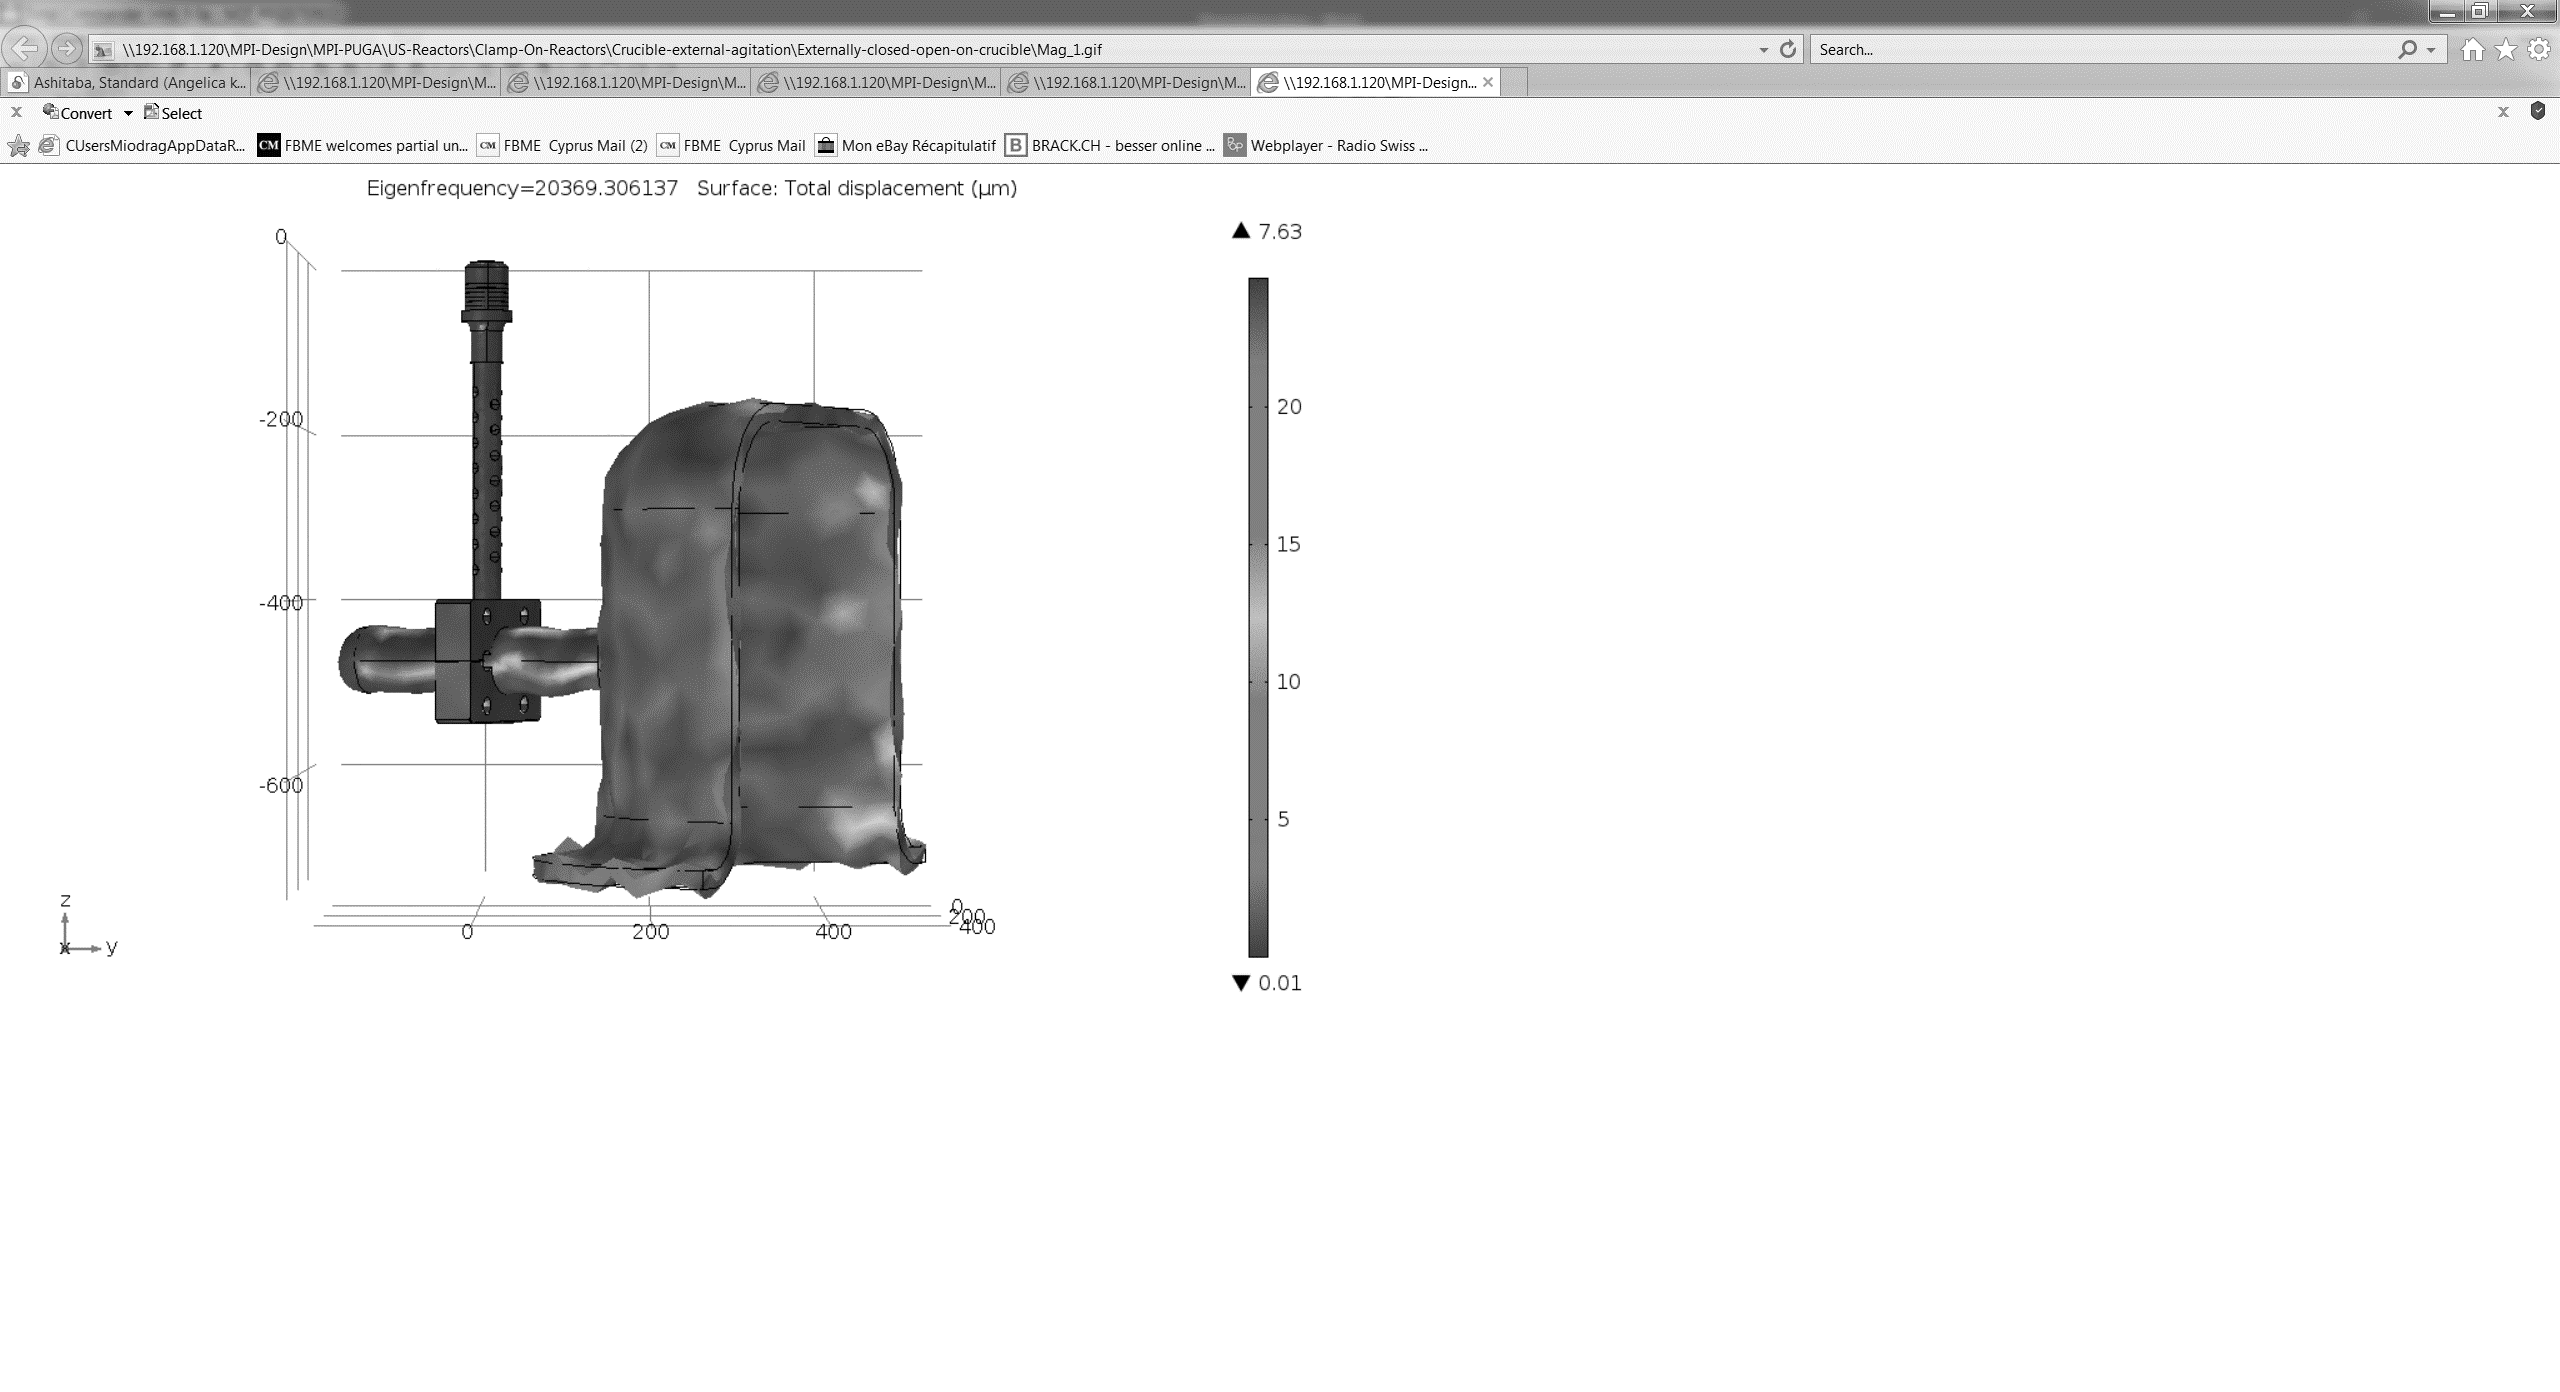 \\192.168.1.120\MPI-Design\MPI-PUGA\US-Reactors\Clamp-On-Reactors\Crucible-external-agitation\Externally-closed-open-on-crucible\Mag_1.gif Search...
Ashitaba, Standard (Angelica k... \\192.168.1.120\MPI-Design\M... \\192.168.1.120\MPI-Design\M... \\192.168.1.120\MPI-Design\M... \\192.168.1.120\MPI-Design\M... \\192.168.1.120\MPI-Design...
Convert Select
CUsersMiodragAppDataR... CM FBME welcomes partial un... CM FBME Cyprus Mail (2) CM FBME Cyprus Mail Mon eBay Récapitulatif B BRACK.CH - besser online ... Webplayer - Radio Swiss ...
Eigenfrequency=20369.306137 Surface: Total displacement (µm)
0
-200
-400
-600
0 200 400
0
200
400
z
x y
▲ 7.63
20
15
10
5
▼ 0.01